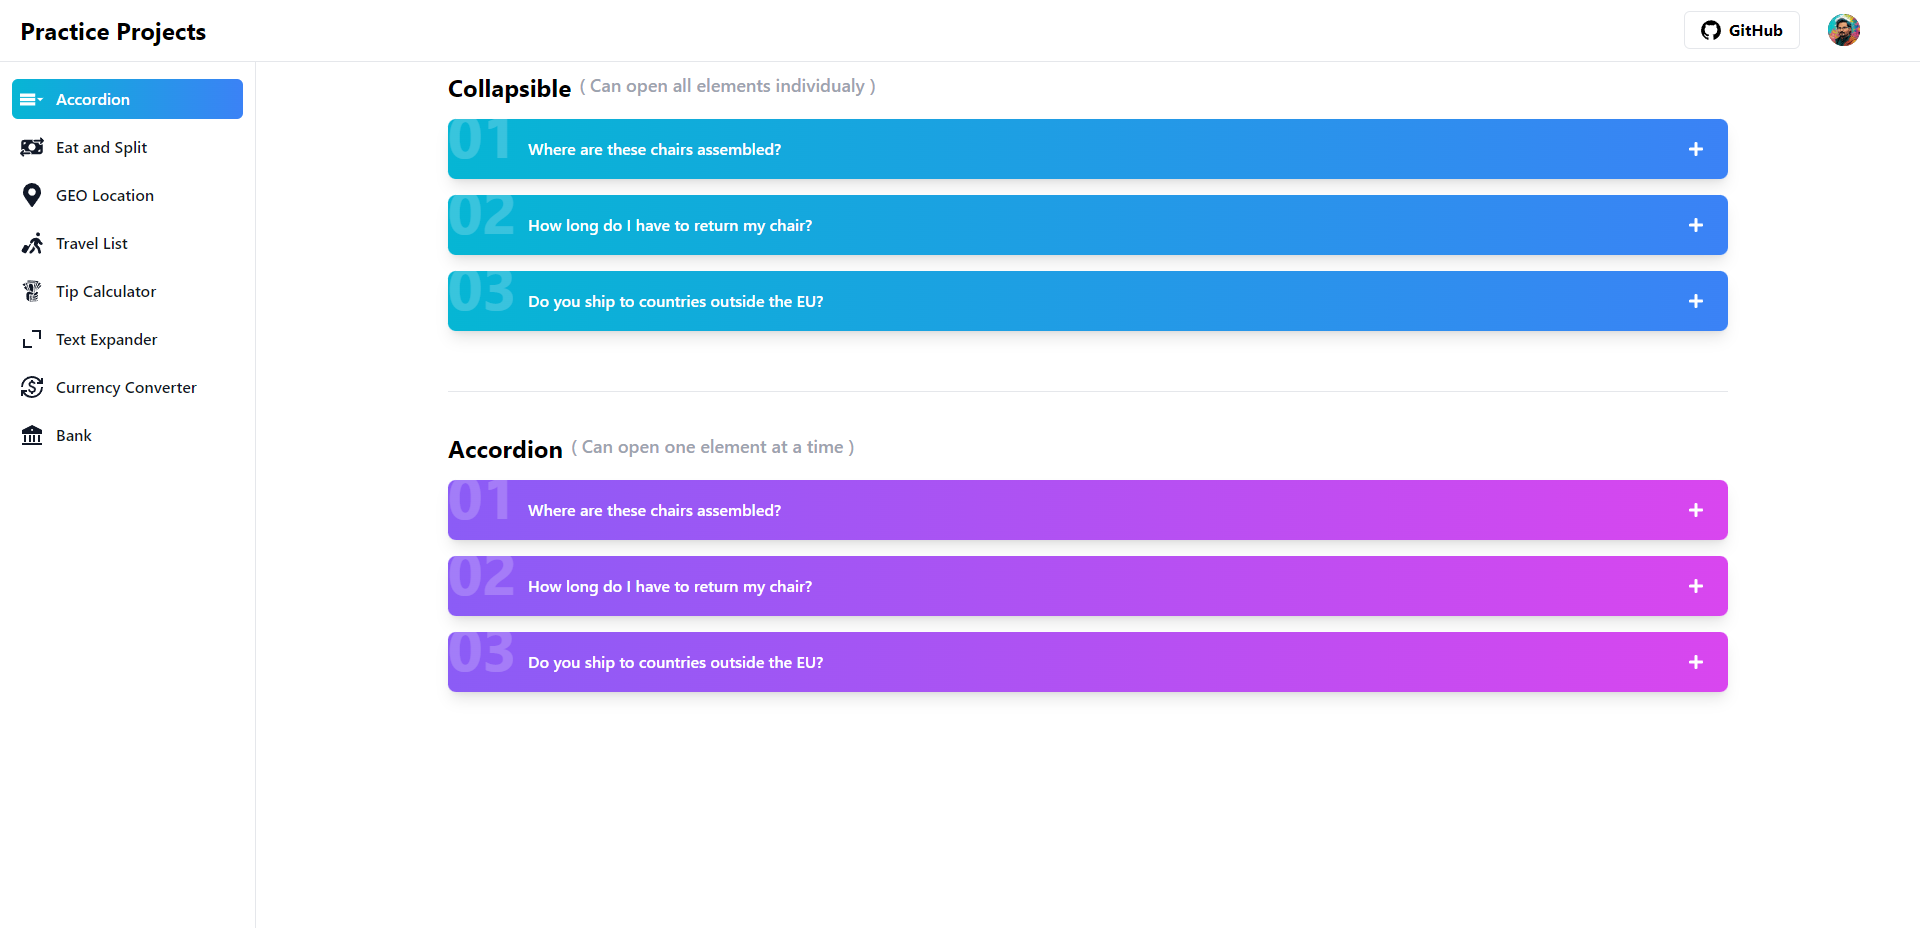 Practice Projects
GitHub
Accordion
Eat and Split
GEO Location
Travel List
Tip Calculator
Text Expander
Currency Converter
Bank
Collapsible ( Can open all elements individualy )
01 Where are these chairs assembled? +
02 How long do I have to return my chair? +
03 Do you ship to countries outside the EU? +
Accordion ( Can open one element at a time )
01 Where are these chairs assembled? +
02 How long do I have to return my chair? +
03 Do you ship to countries outside the EU? +